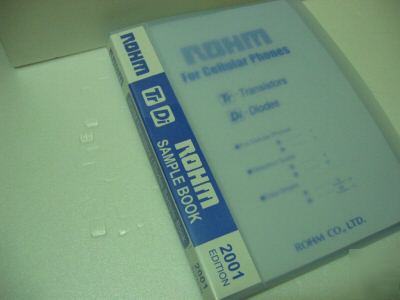 ROHM
Tr Di
ROHM
SAMPLE BOOK
2001
EDITION
2001
ROHM
For Cellular Phones
Tr Transistors
Di Diodes
ROHM CO., LTD.